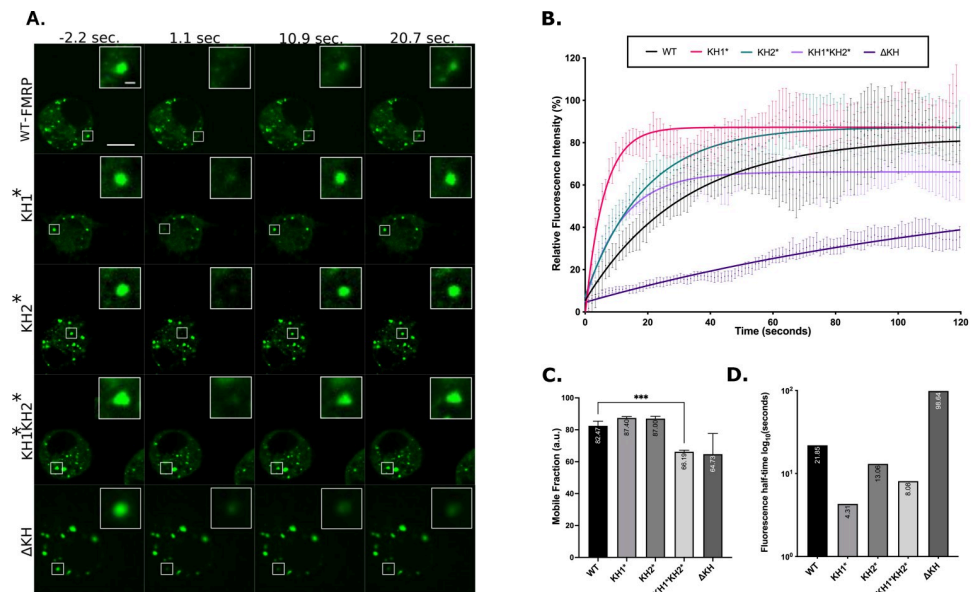 A.
-2.2 sec.
1.1 sec
10.9 sec.
20.7 sec.
WT-FMRP
KH1*
KH2*
KH1KH2*
*
ΔKH
B.
WT KH1* KH2* KH1*KH2* ΔKH
Relative Fluorescence Intensity (%)
120
100
80
60
40
20
0
0 20 40 60 80 100 120
Time (seconds)
C.
Mobile Fraction (a.u.)
100
80
60
40
20
0
***
82.47
87.40
87.00
66.19
64.73
WT
KH1*
KH2*
KH1*KH2*
ΔKH
D.
Fluorescence half-time log10(seconds)
10²
10¹
10⁰
21.85
4.31
13.06
8.08
98.64
WT
KH1*
KH2*
KH1*KH2*
ΔKH